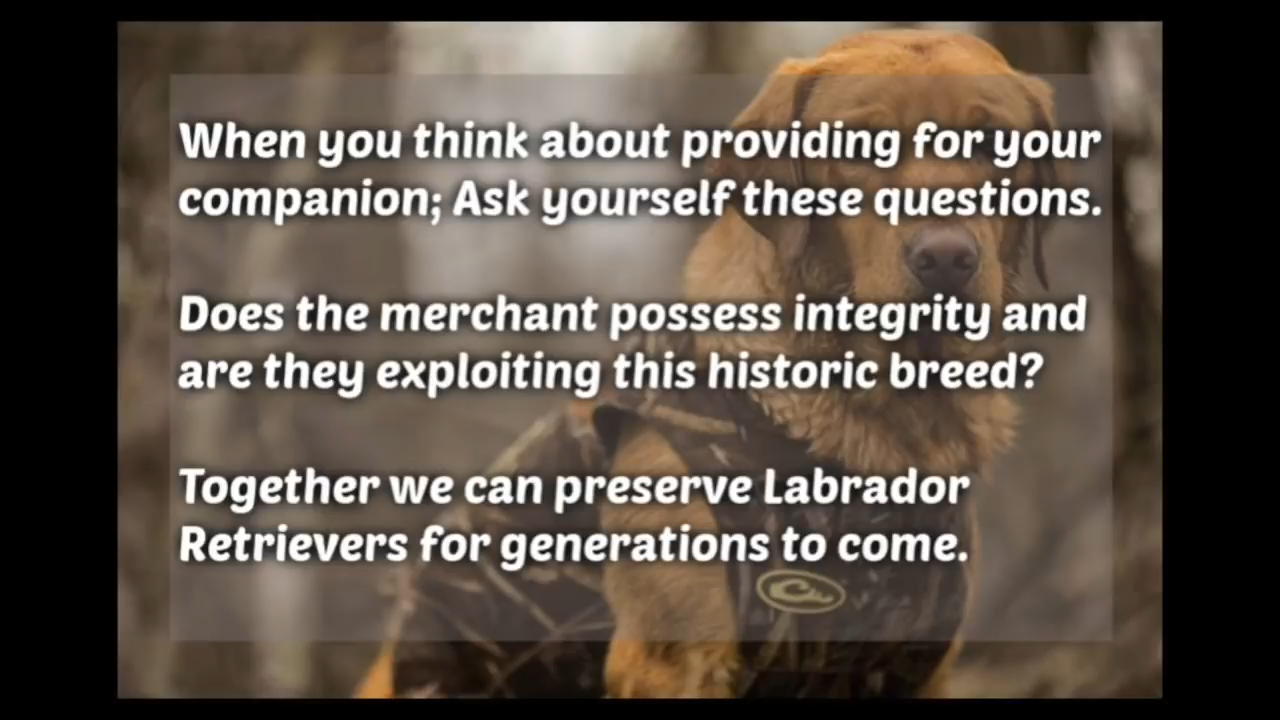 When you think about providing for your
companion; Ask yourself these questions.
Does the merchant possess integrity and
are they exploiting this historic breed?
Together we can preserve Labrador
Retrievers for generations to come.